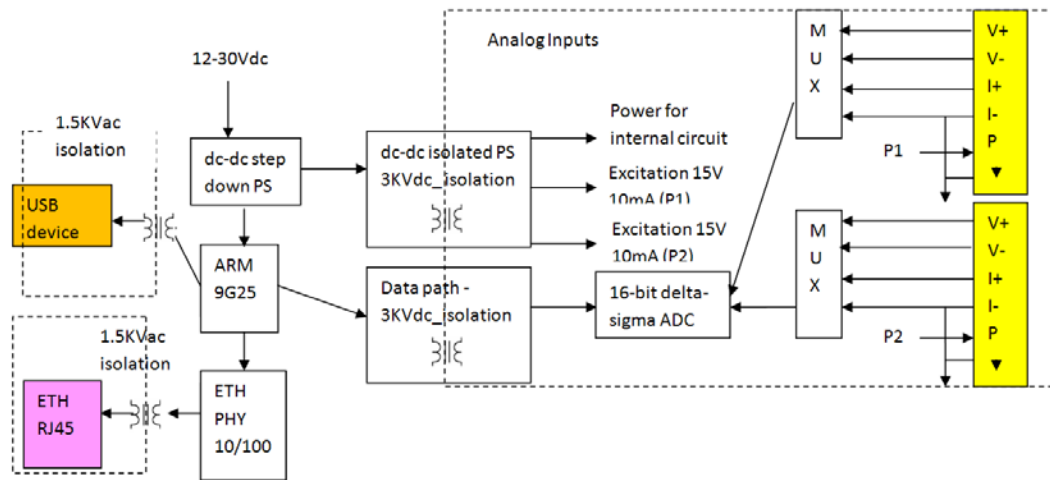 12-30Vdc
1.5KVac
isolation
USB
device
dc-dc step
down PS
ARM
9G25
1.5KVac
isolation
ETH
RJ45
ETH
PHY
10/100
dc-dc isolated PS
3KVdc_isolation
Data path -
3KVdc_isolation
Analog Inputs
Power for
internal circuit
Excitation 15V
10mA (P1)
Excitation 15V
10mA (P2)
16-bit delta-
sigma ADC
M
U
X
V+
V-
I+
I-
P
P1
M
U
X
V+
V-
I+
I-
P
P2